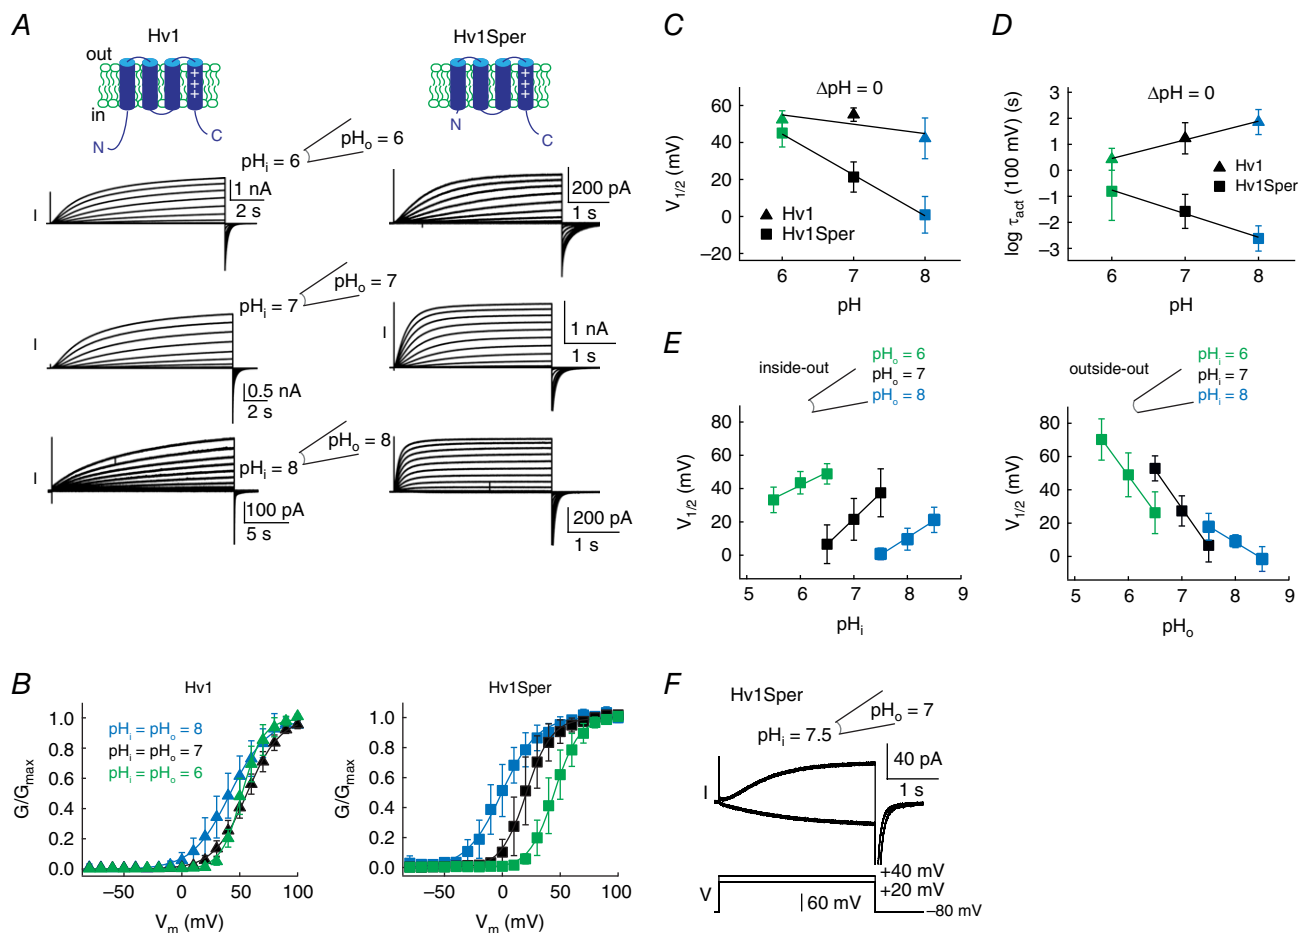 A
Hv1
Hv1Sper
out
in
N
C
N
C
+
+
+
+
+
+
pHi = 6
pHo = 6
I
1 nA
2 s
200 pA
1 s
pHi = 7
pHo = 7
I
0.5 nA
2 s
I
1 nA
1 s
pHi = 8
pHo = 8
I
100 pA
5 s
200 pA
1 s
B
Hv1
Hv1Sper
G/Gmax
1.0
0.8
0.6
0.4
0.2
0.0
pHi = pHo = 8
pHi = pHo = 7
pHi = pHo = 6
−50
0
50
100
Vm (mV)
G/Gmax
1.0
0.8
0.6
0.4
0.2
0.0
−50
0
50
100
Vm (mV)
C
ΔpH = 0
V1/2 (mV)
60
40
20
0
−20
Hv1
Hv1Sper
6
7
8
pH
D
ΔpH = 0
log τact (100 mV) (s)
2
1
0
−1
−2
−3
Hv1
Hv1Sper
6
7
8
pH
E
inside-out
pHo = 6
pHo = 7
pHo = 8
V1/2 (mV)
80
60
40
20
0
5
6
7
8
9
pHi
outside-out
pHi = 6
pHi = 7
pHi = 8
V1/2 (mV)
80
60
40
20
0
5
6
7
8
9
pHo
F
Hv1Sper
pHi = 7.5
pHo = 7
I
40 pA
1 s
V
60 mV
+40 mV
+20 mV
−80 mV